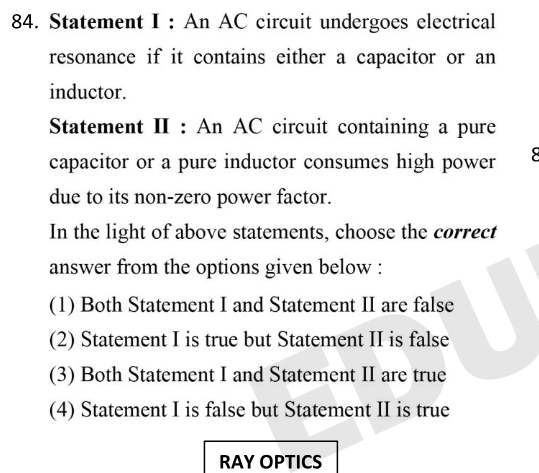 84. Statement I : An AC circuit undergoes electrical
resonance if it contains either a capacitor or an
inductor.
Statement II : An AC circuit containing a pure
capacitor or a pure inductor consumes high power
due to its non-zero power factor.
In the light of above statements, choose the correct
answer from the options given below :
(1) Both Statement I and Statement II are false
(2) Statement I is true but Statement II is false
(3) Both Statement I and Statement II are true
(4) Statement I is false but Statement II is true
RAY OPTICS
EDU